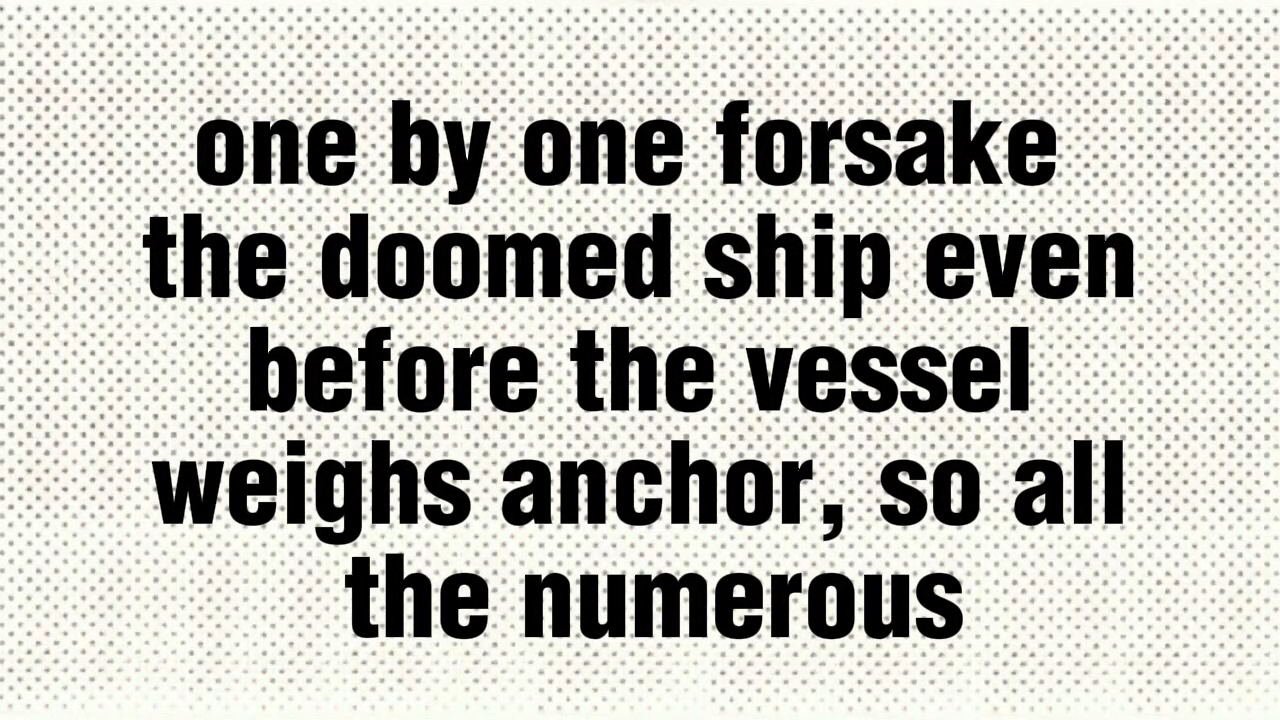 one by one forsake
the doomed ship even
before the vessel
weighs anchor, so all
the numerous